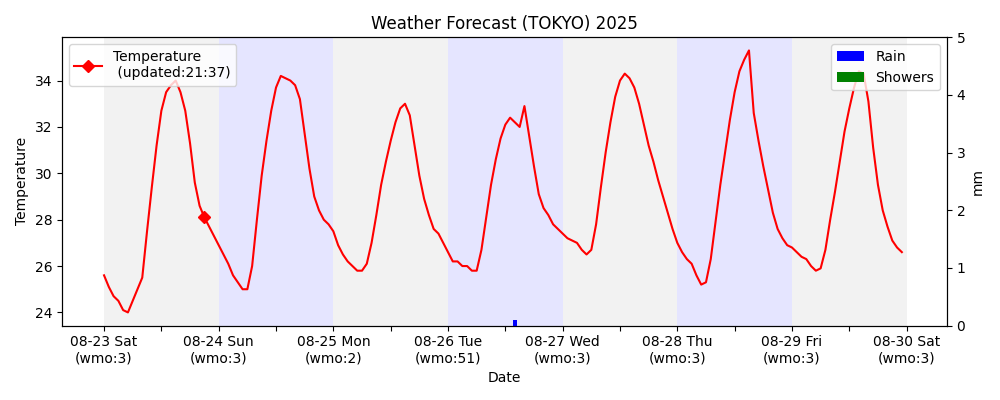 Weather Forecast (TOKYO) 2025
Temperature
(updated:21:37)
Rain
Showers
Temperature
34
32
30
28
26
24
5
4
3
2
1
0
mm
08-23 Sat
(wmo:3)
08-24 Sun
(wmo:3)
08-25 Mon
(wmo:2)
08-26 Tue
(wmo:51)
08-27 Wed
(wmo:3)
08-28 Thu
(wmo:3)
08-29 Fri
(wmo:3)
08-30 Sat
(wmo:3)
Date